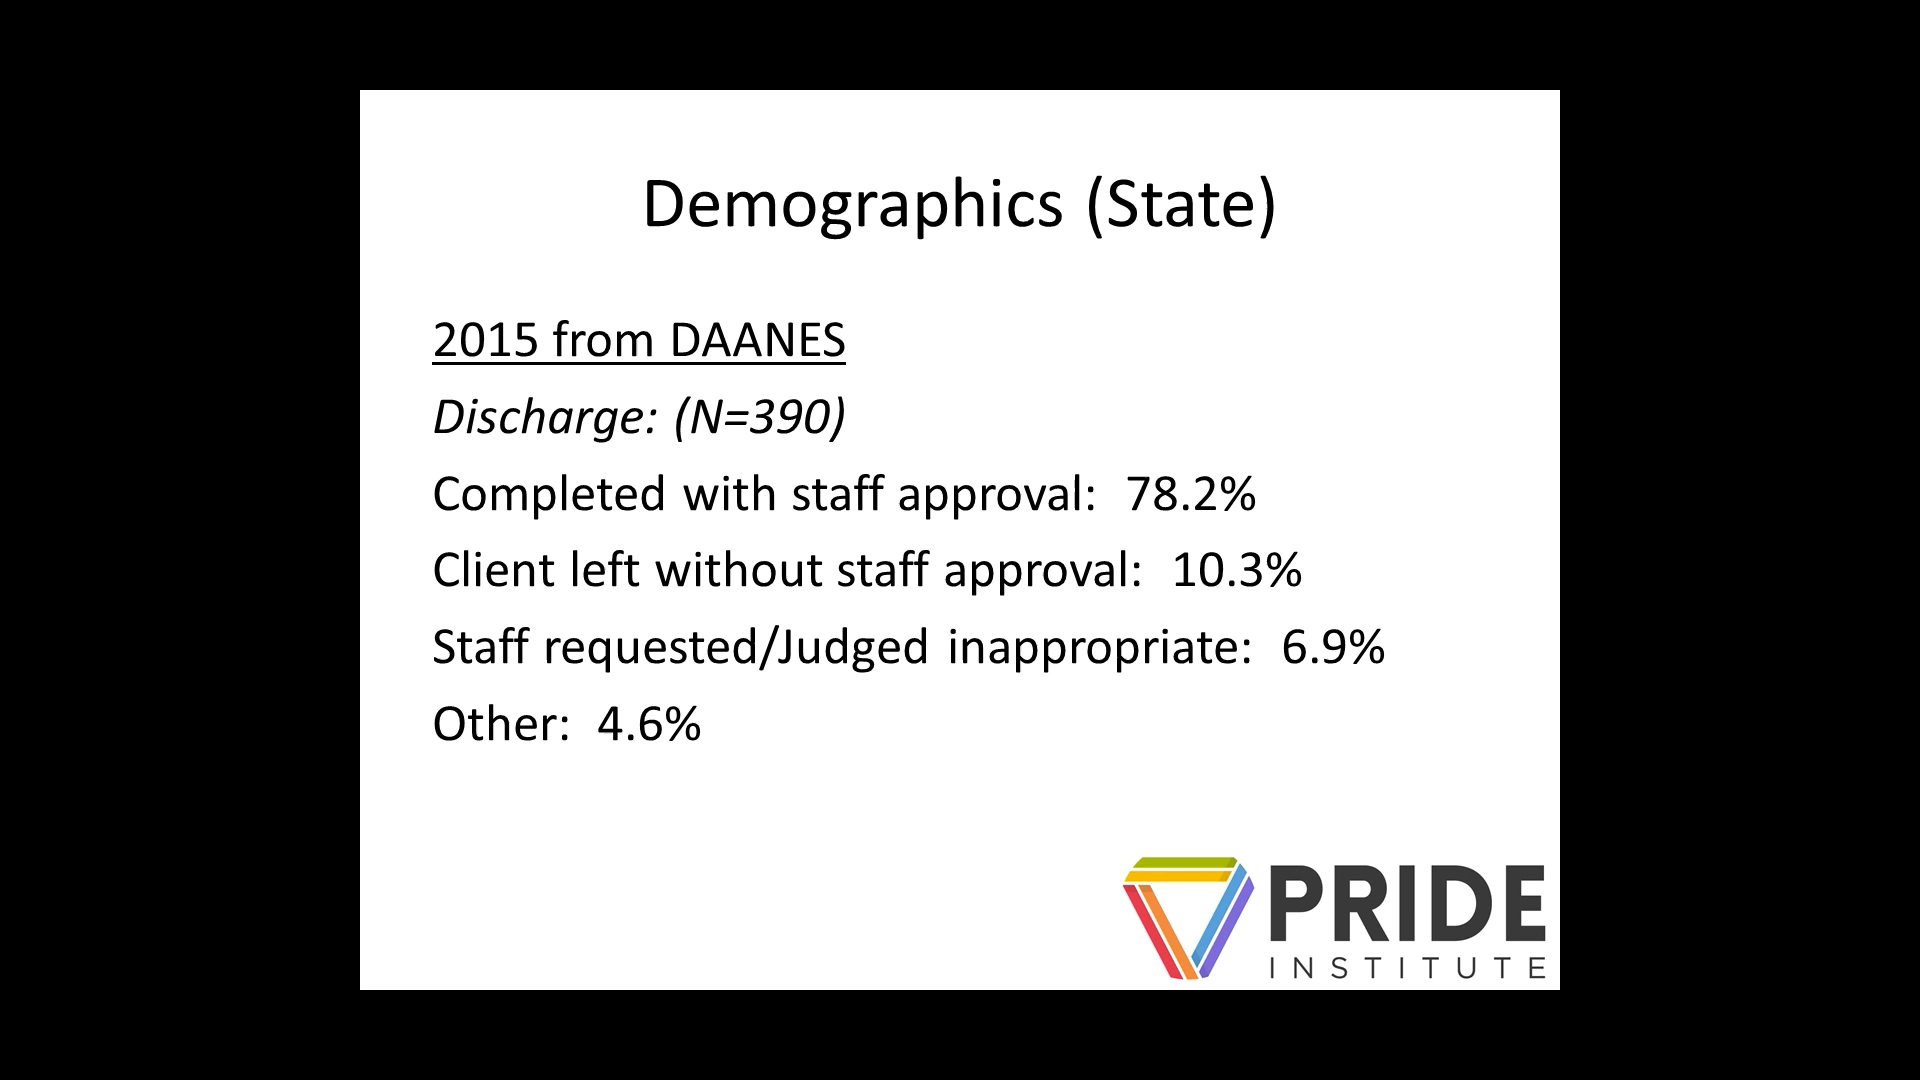 Demographics (State)
2015 from DAANES
Discharge: (N=390)
Completed with staff approval:  78.2%
Client left without staff approval:  10.3%
Staff requested/Judged inappropriate:  6.9%
Other:  4.6%
PRIDE
INSTITUTE